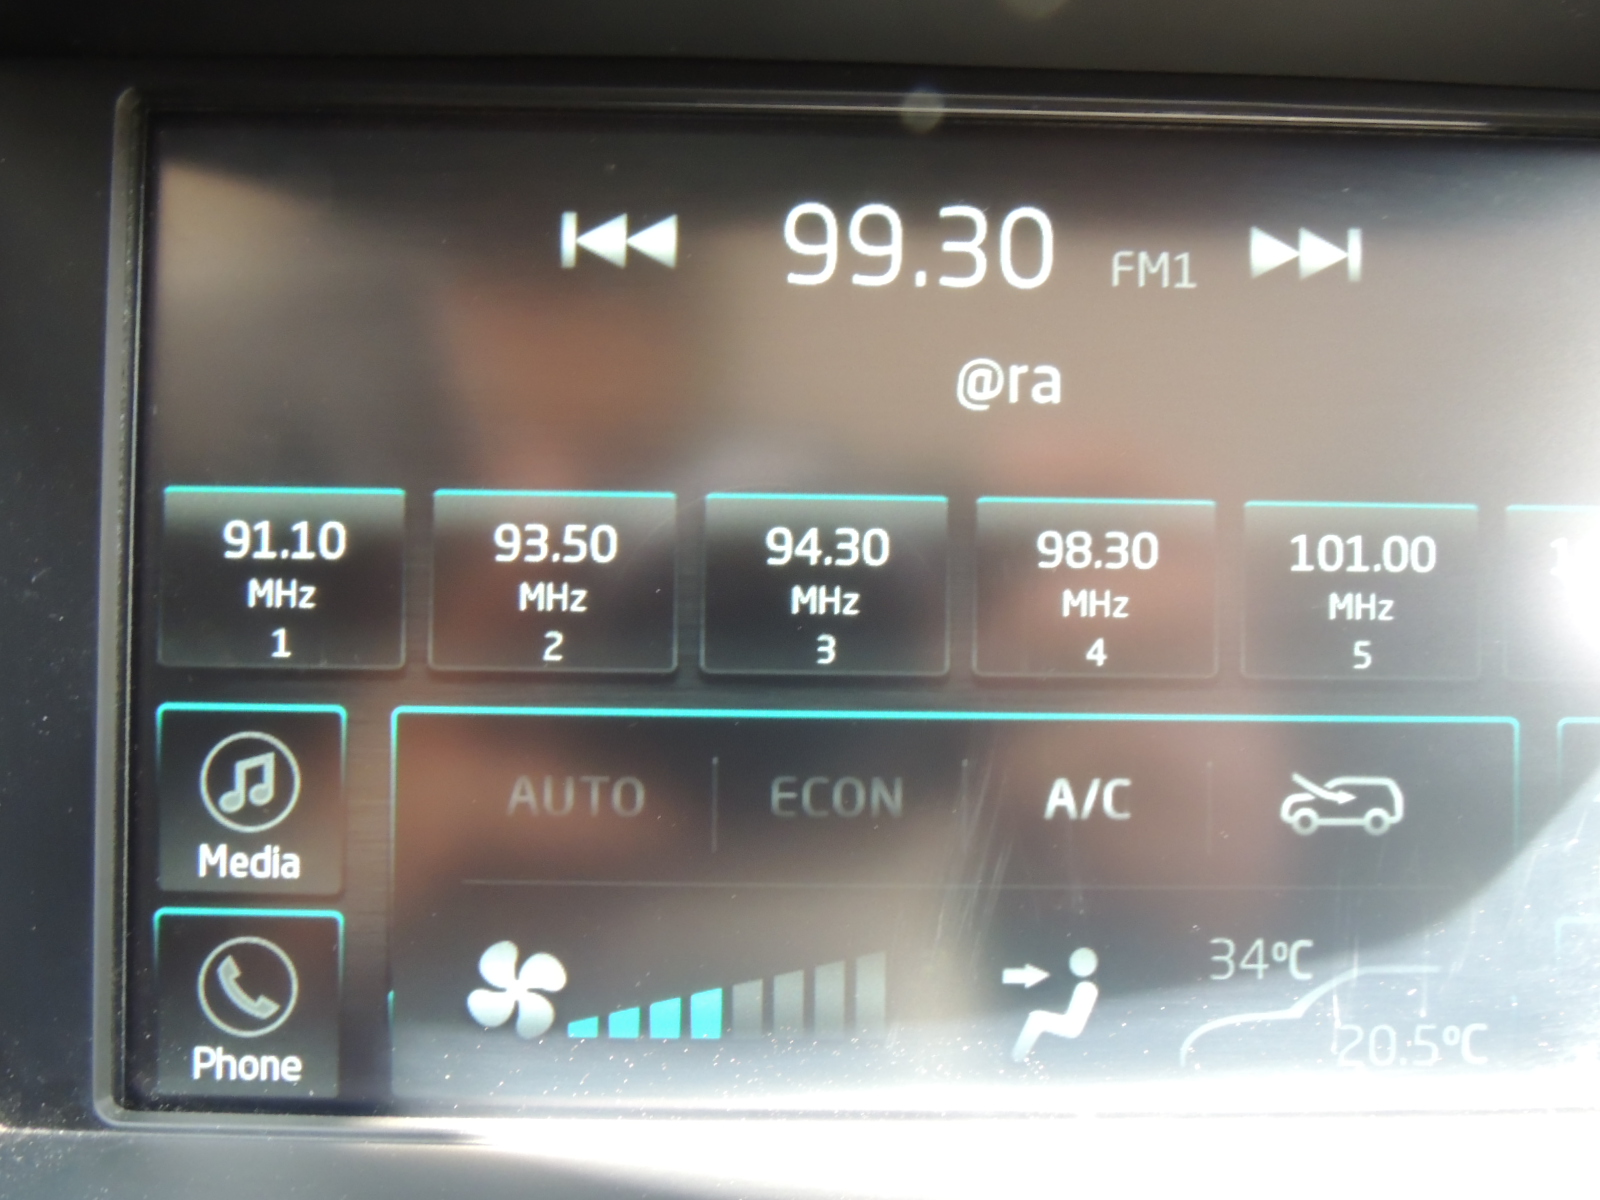 99.30 FM1
@ra
91.10 93.50 94.30 98.30 101.00
MHz MHz MHz MHz MHz
1 2 3 4 5
AUTO ECON A/C
Media
34°C
20.5°C
Phone